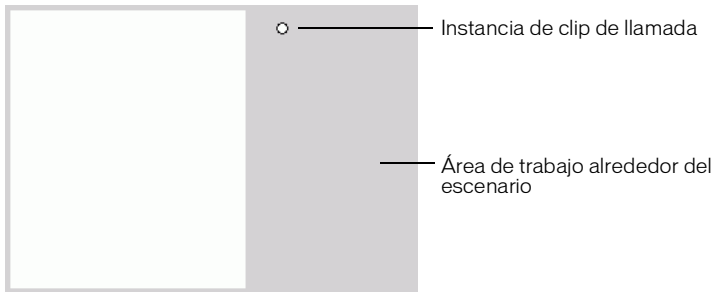 Instancia de clip de llamada
Área de trabajo alrededor del
escenario